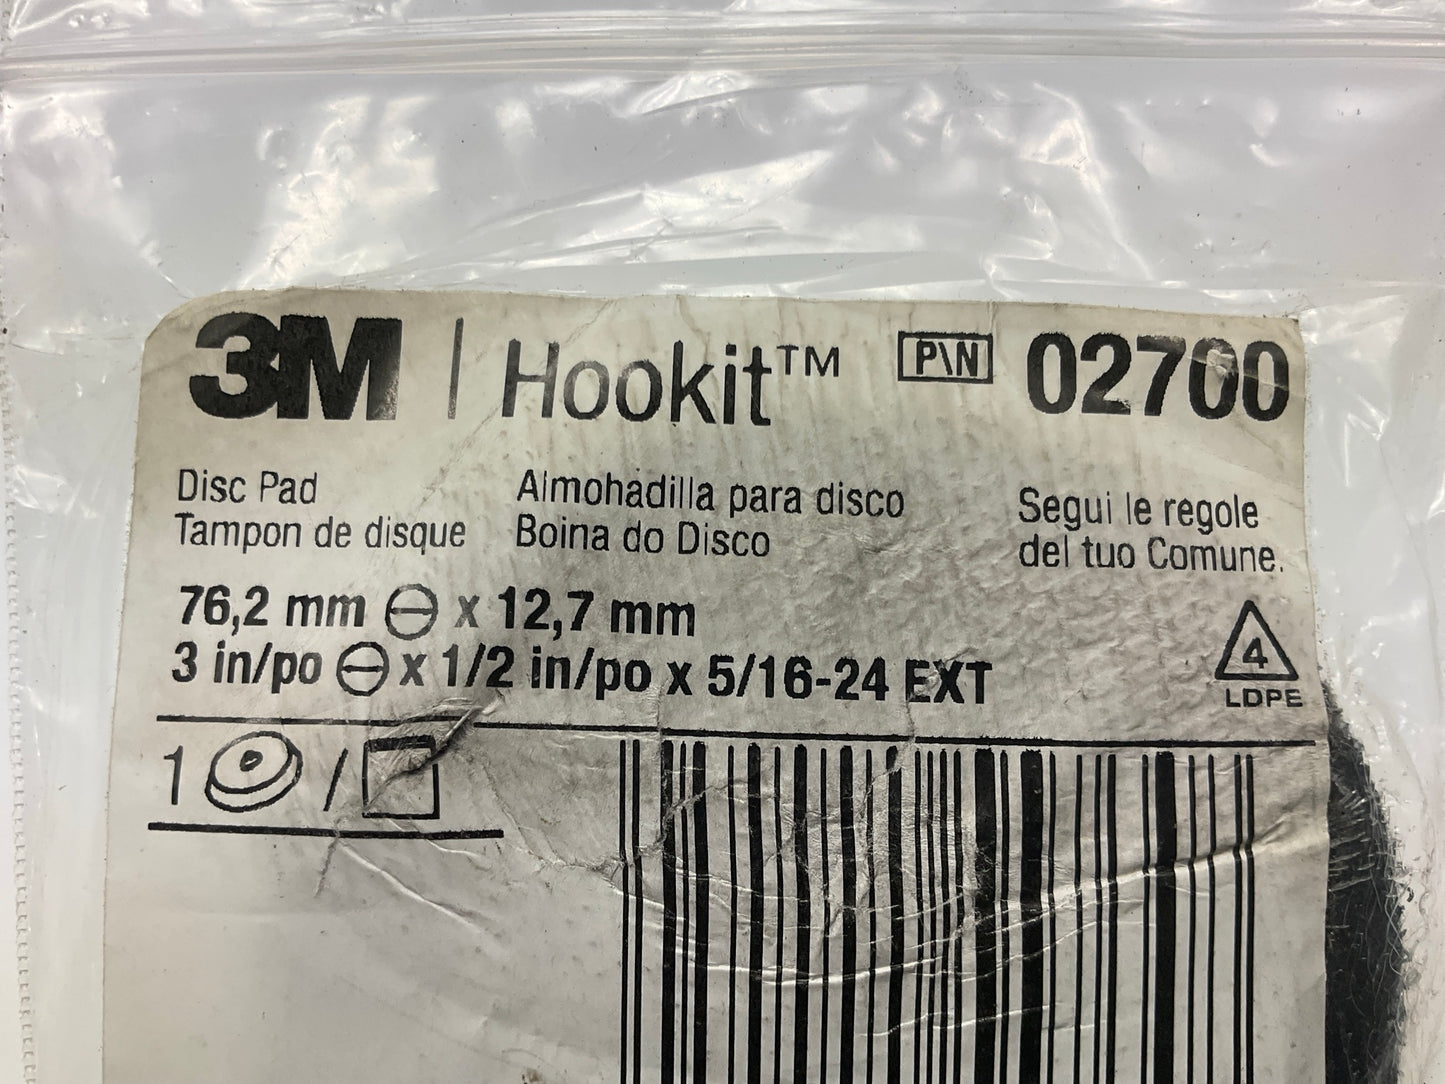 3M | Hookit™ P\N 02700
Disc Pad
Tampon de disque
Almohadilla para disco
Boina do Disco
Segui le regole
del tuo Comune.
76,2 mm ⊖ x 12,7 mm
3 in/po ⊖ x 1/2 in/po x 5/16-24 EXT
4
LDPE
1 /